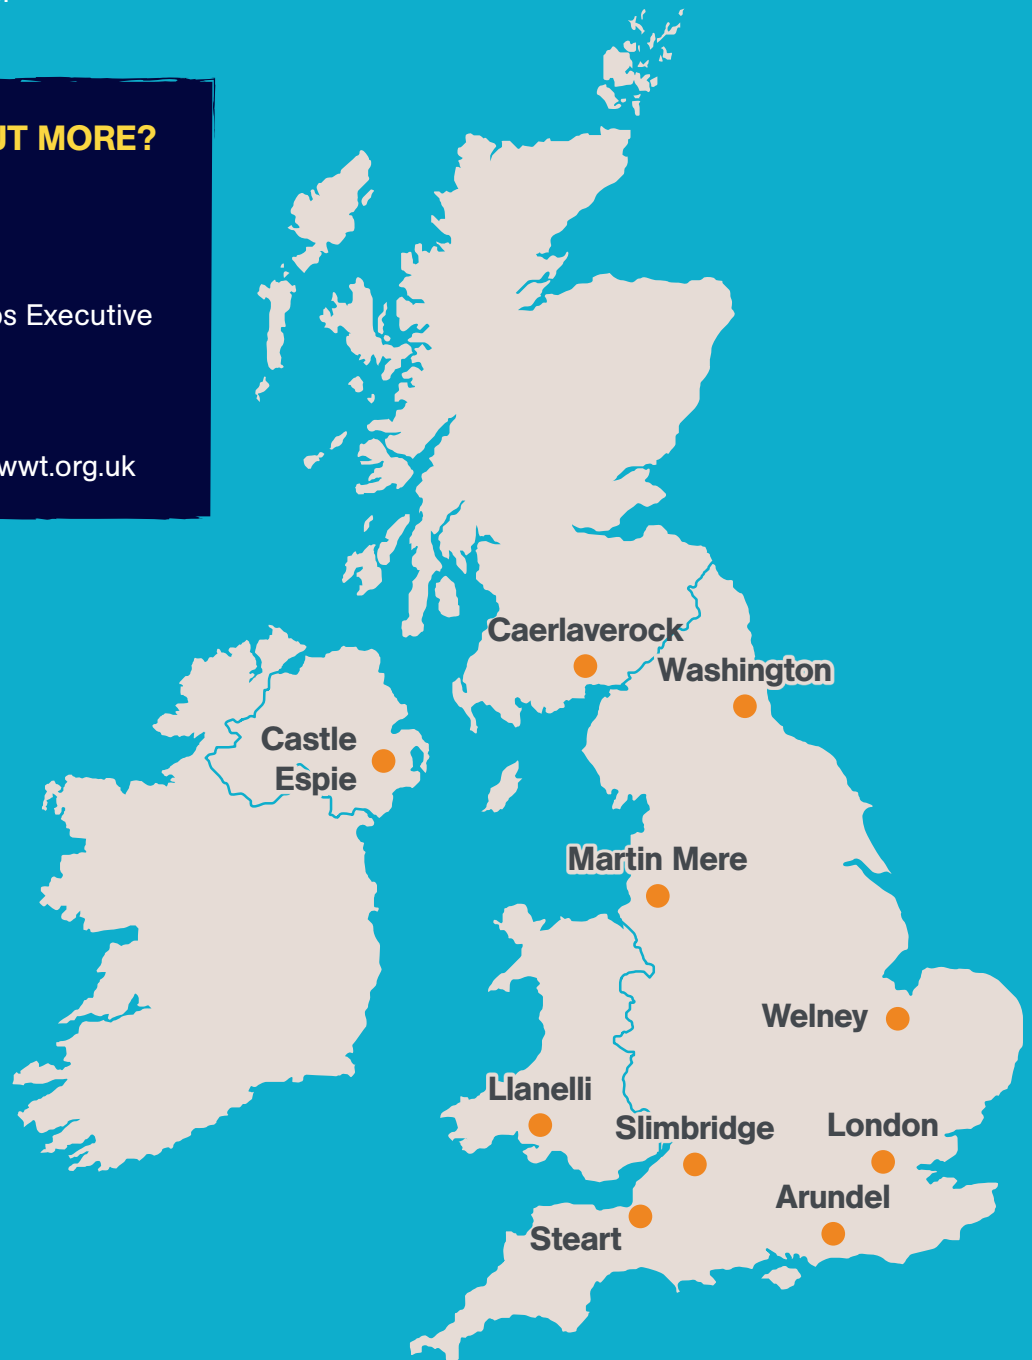 UT MORE?
Executive
wwt.org.uk
Caerlaverock
Washington
Castle
Espie
Martin Mere
Welney
Llanelli
Slimbridge
London
Arundel
Steart